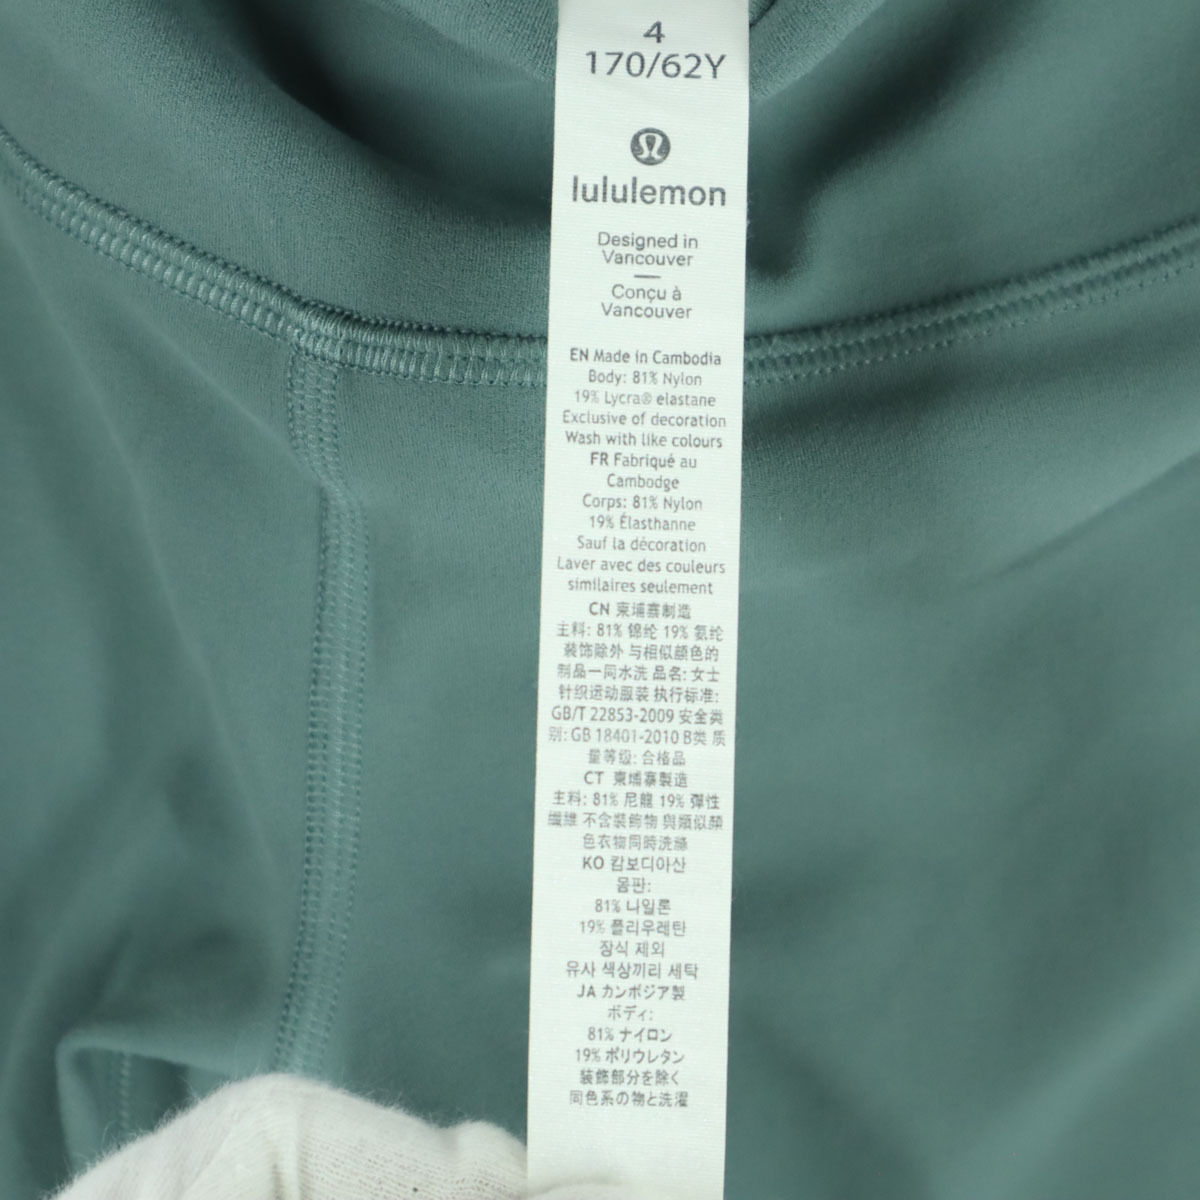 4
170/62Y
lululemon
Designed in
Vancouver
Conçu à
Vancouver
EN Made in Cambodia
Body: 81% Nylon
19% Lycra® elastane
Exclusive of decoration
Wash with like colours
FR Fabriqué au
Cambodge
Corps: 81% Nylon
19% Élasthanne
Sauf la décoration
Laver avec des couleurs
similaires seulement
CN 柬埔寨制造
主料: 81% 锦纶 19% 氨纶
装饰除外 与相似颜色的
制品一同水洗 品名: 女士
针织运动服装 执行标准:
GB/T 22853-2009 安全类
别: GB 18401-2010 B类 质
量等级: 合格品
CT 柬埔寨製造
主料: 81% 尼龍 19% 彈性
纖維 不含裝飾物 與類似顏
色衣物同時洗滌
KO 캄보디아산
몸판:
81% 나일론
19% 폴리우레탄
장식 제외
유사 색상끼리 세탁
JA カンボジア製
ボディ:
81% ナイロン
19% ポリウレタン
装飾部分を除く
同色系の物と洗濯